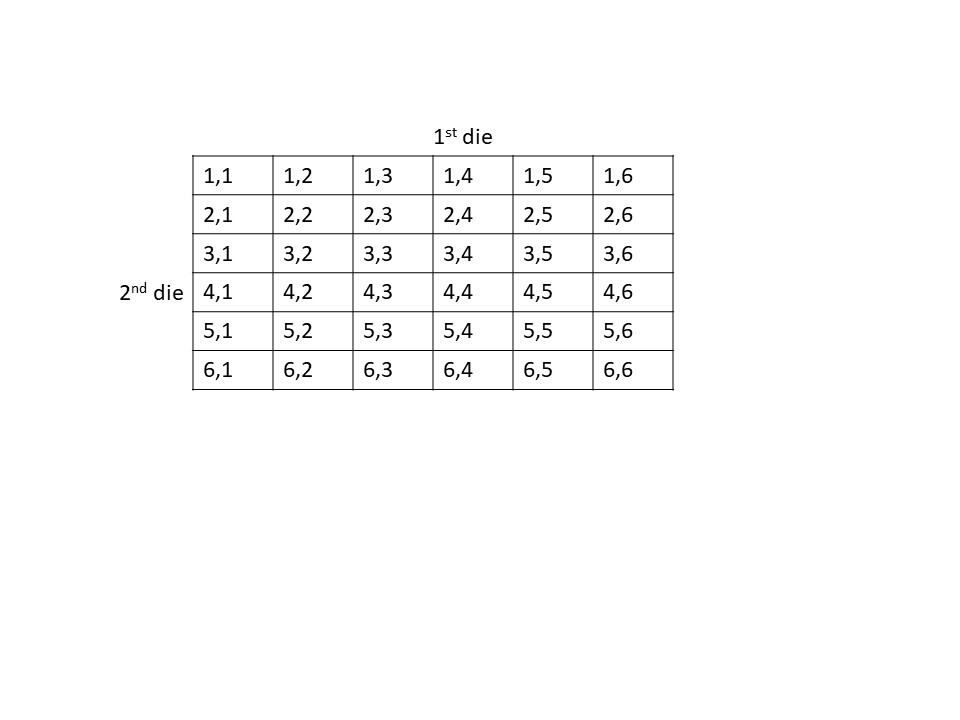 1st die
1,1 1,2 1,3 1,4 1,5 1,6
2,1 2,2 2,3 2,4 2,5 2,6
3,1 3,2 3,3 3,4 3,5 3,6
2nd die 4,1 4,2 4,3 4,4 4,5 4,6
5,1 5,2 5,3 5,4 5,5 5,6
6,1 6,2 6,3 6,4 6,5 6,6